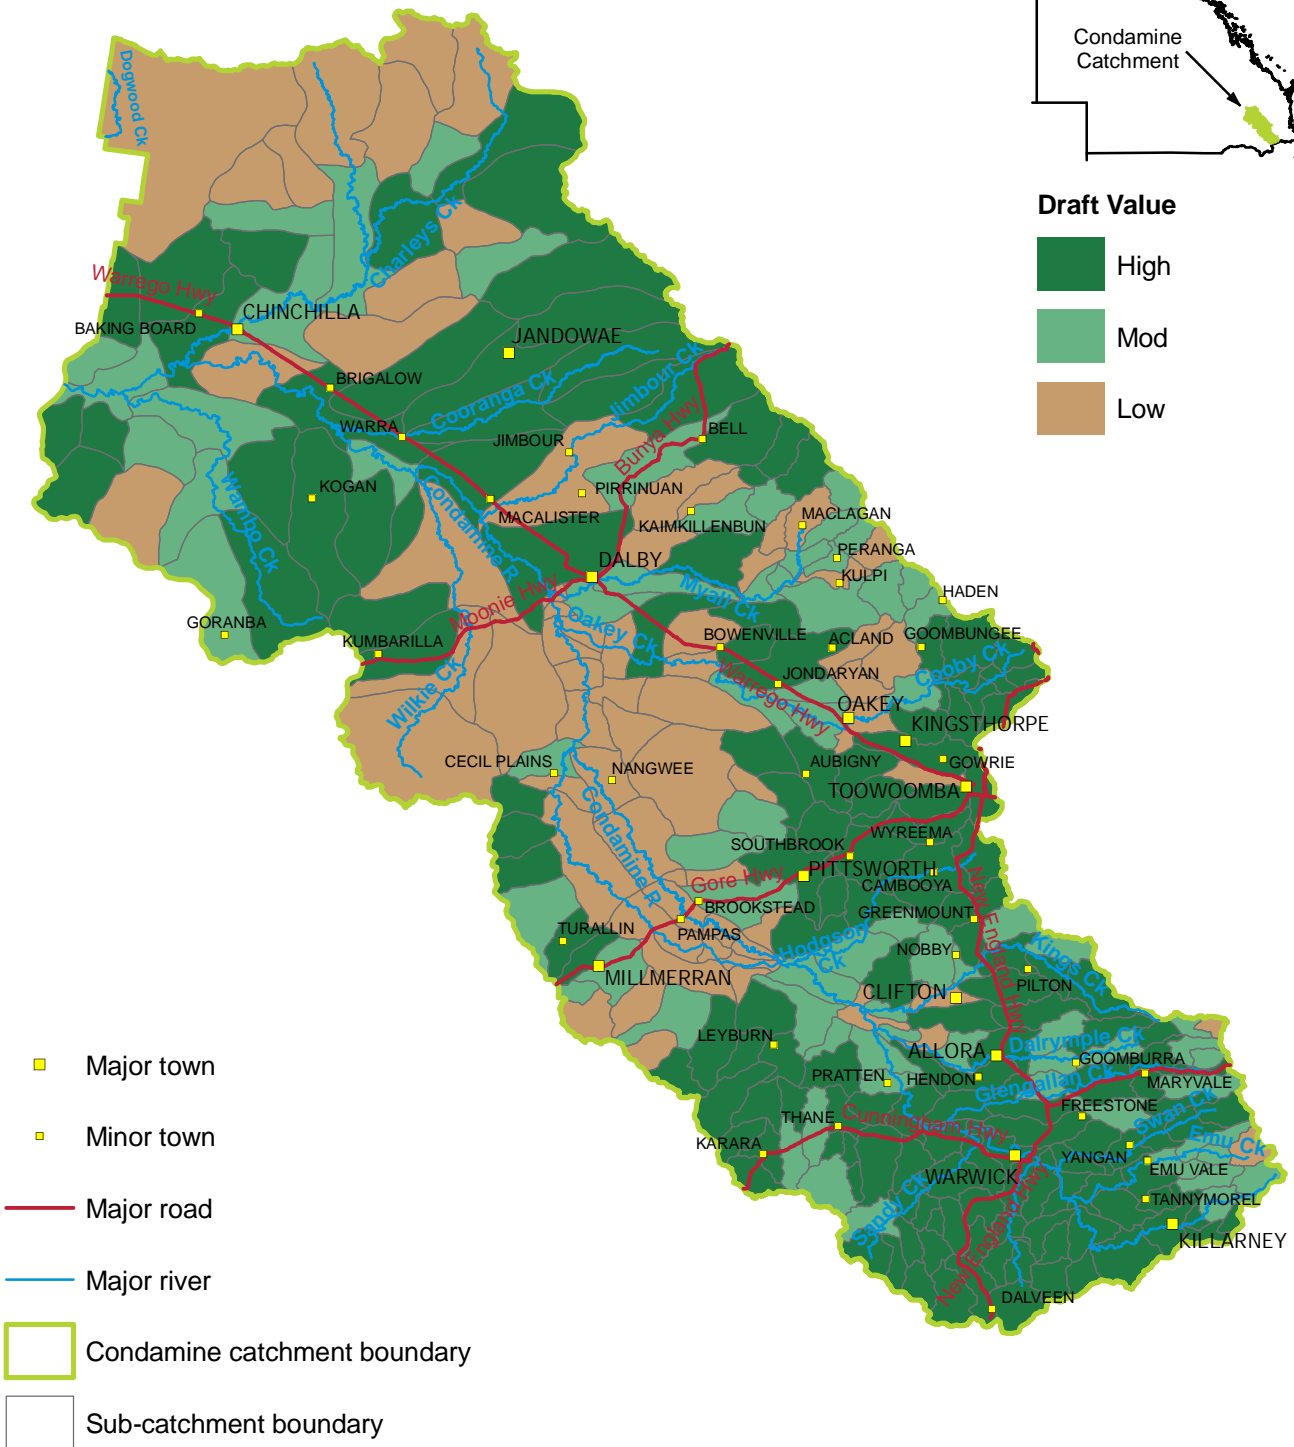 Condamine
Catchment
Draft Value
High
Mod
Low
Dogwood Ck
Charleys Ck
Warrego Hwy
CHINCHILLA
BAKING BOARD
JANDOWAE
Jimbour Ck
BRIGALOW
Cooranga Ck
WARRA
JIMBOUR
Bunya Hwy
BELL
KOGAN
Wambo Ck
Condamine R
PIRRINUAN
MACALISTER
KAIMKILLENBUN
MACLAGAN
PERANGA
KULPI
DALBY
Myall Ck
HADEN
Moonie Hwy
Oakey Ck
GORANBA
KUMBARILLA
BOWENVILLE
ACLAND
GOOMBUNGEE
Cooby Ck
JONDARYAN
Warrego Hwy
Wilkie Ck
OAKEY
KINGSTHORPE
CECIL PLAINS
NANGWEE
AUBIGNY
GOWRIE
TOOWOOMBA
Condamine R
WYREEMA
SOUTHBROOK
PITTSWORTH
Gore Hwy
CAMBOOYA
BROOKSTEAD
GREENMOUNT
New England Hwy
TURALLIN
PAMPAS
Hodgson
Ck
NOBBY
Kings Ck
MILLMERRAN
PILTON
CLIFTON
LEYBURN
ALLORA
Dalrymple Ck
GOOMBURRA
PRATTEN
HENDON
Glengallan Ck
MARYVALE
FREESTONE
THANE
Cunningham Hwy
Swan Ck
Emu Ck
KARARA
YANGAN
EMU VALE
WARWICK
TANNYMOREL
Sandy Ck
New England Hwy
KILLARNEY
DALVEEN
Major town
Minor town
Major road
Major river
Condamine catchment boundary
Sub-catchment boundary